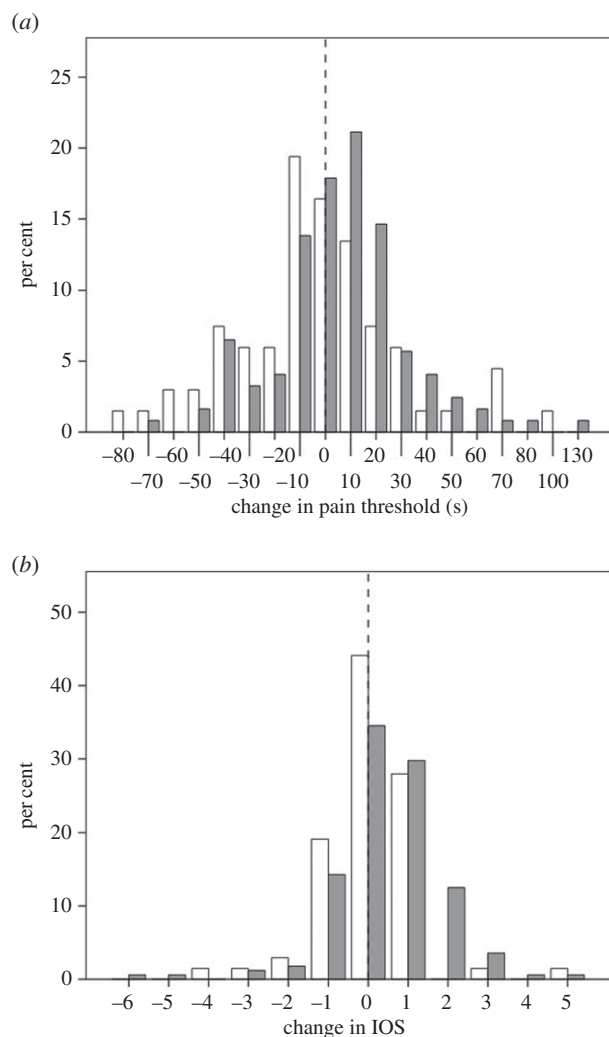 (a)
25
20
15
10
5
0
per cent
–80 –60 –40 –20 0 20 40 60 80 130
–70 –50 –30 –10 10 30 50 70 100
change in pain threshold (s)
(b)
50
40
30
20
10
0
per cent
–6 –5 –4 –3 –2 –1 0 1 2 3 4 5
change in IOS